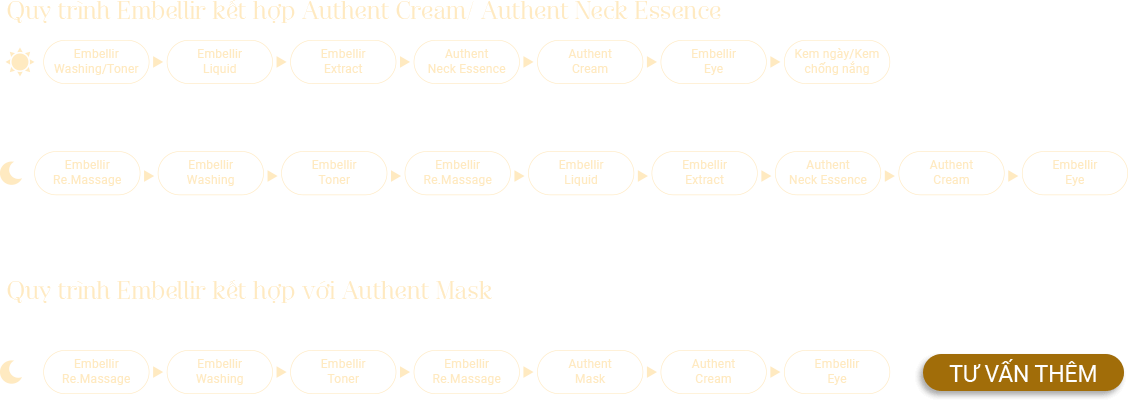 Quy trình Embellir kết hợp Authent Cream/ Authent Neck Essence
Embellir
Washing/Toner
Embellir
Liquid
Embellir
Extract
Authent
Neck Essence
Authent
Cream
Embellir
Eye
Kem ngày/Kem
chống nắng
Embellir
Re.Massage
Embellir
Washing
Embellir
Toner
Embellir
Re.Massage
Embellir
Liquid
Embellir
Extract
Authent
Neck Essence
Authent
Cream
Embellir
Eye
Quy trình Embellir kết hợp với Authent Mask
Embellir
Re.Massage
Embellir
Washing
Embellir
Toner
Embellir
Re.Massage
Authent
Mask
Authent
Cream
Embellir
Eye
TƯ VẤN THÊM